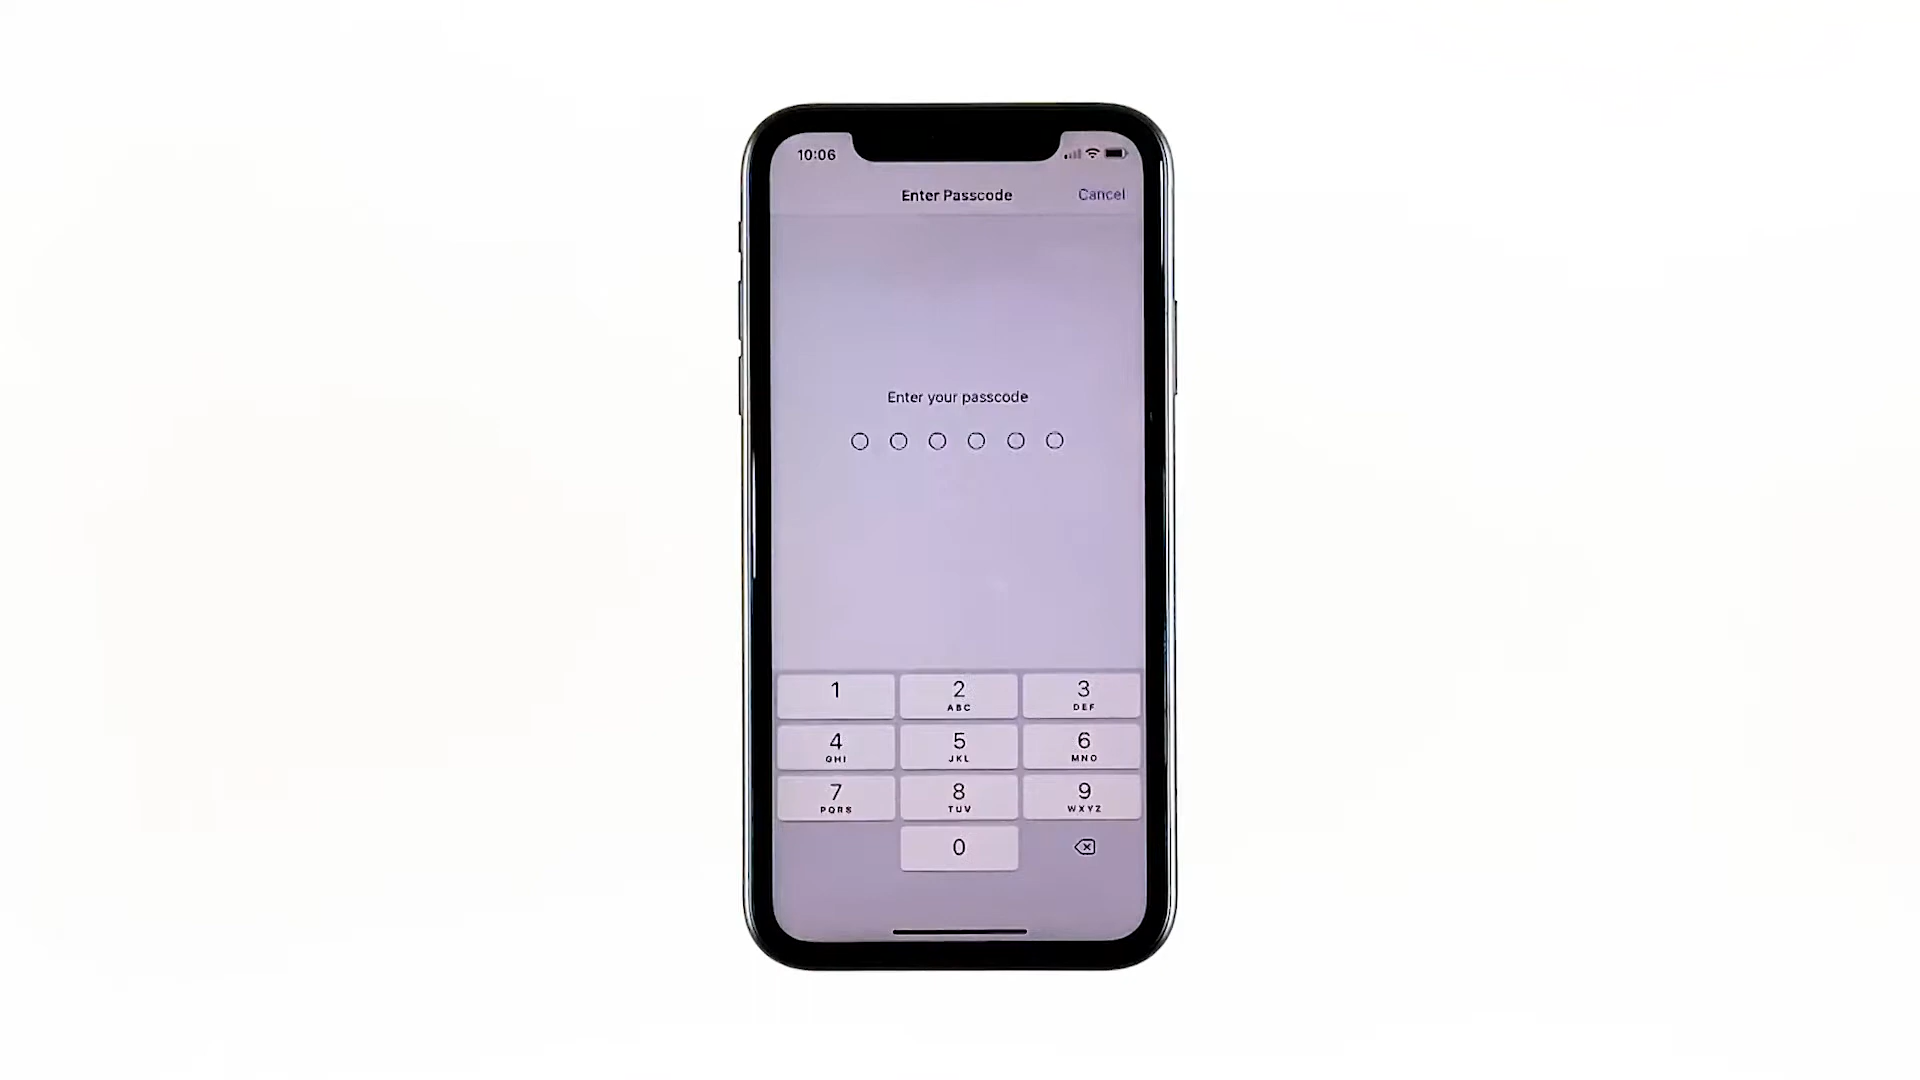 10:06
Enter Passcode Cancel
Enter your passcode
1 2 3
ABC DEF
4 5 6
GHI JKL MNO
7 8 9
PQRS TUV WXYZ
0